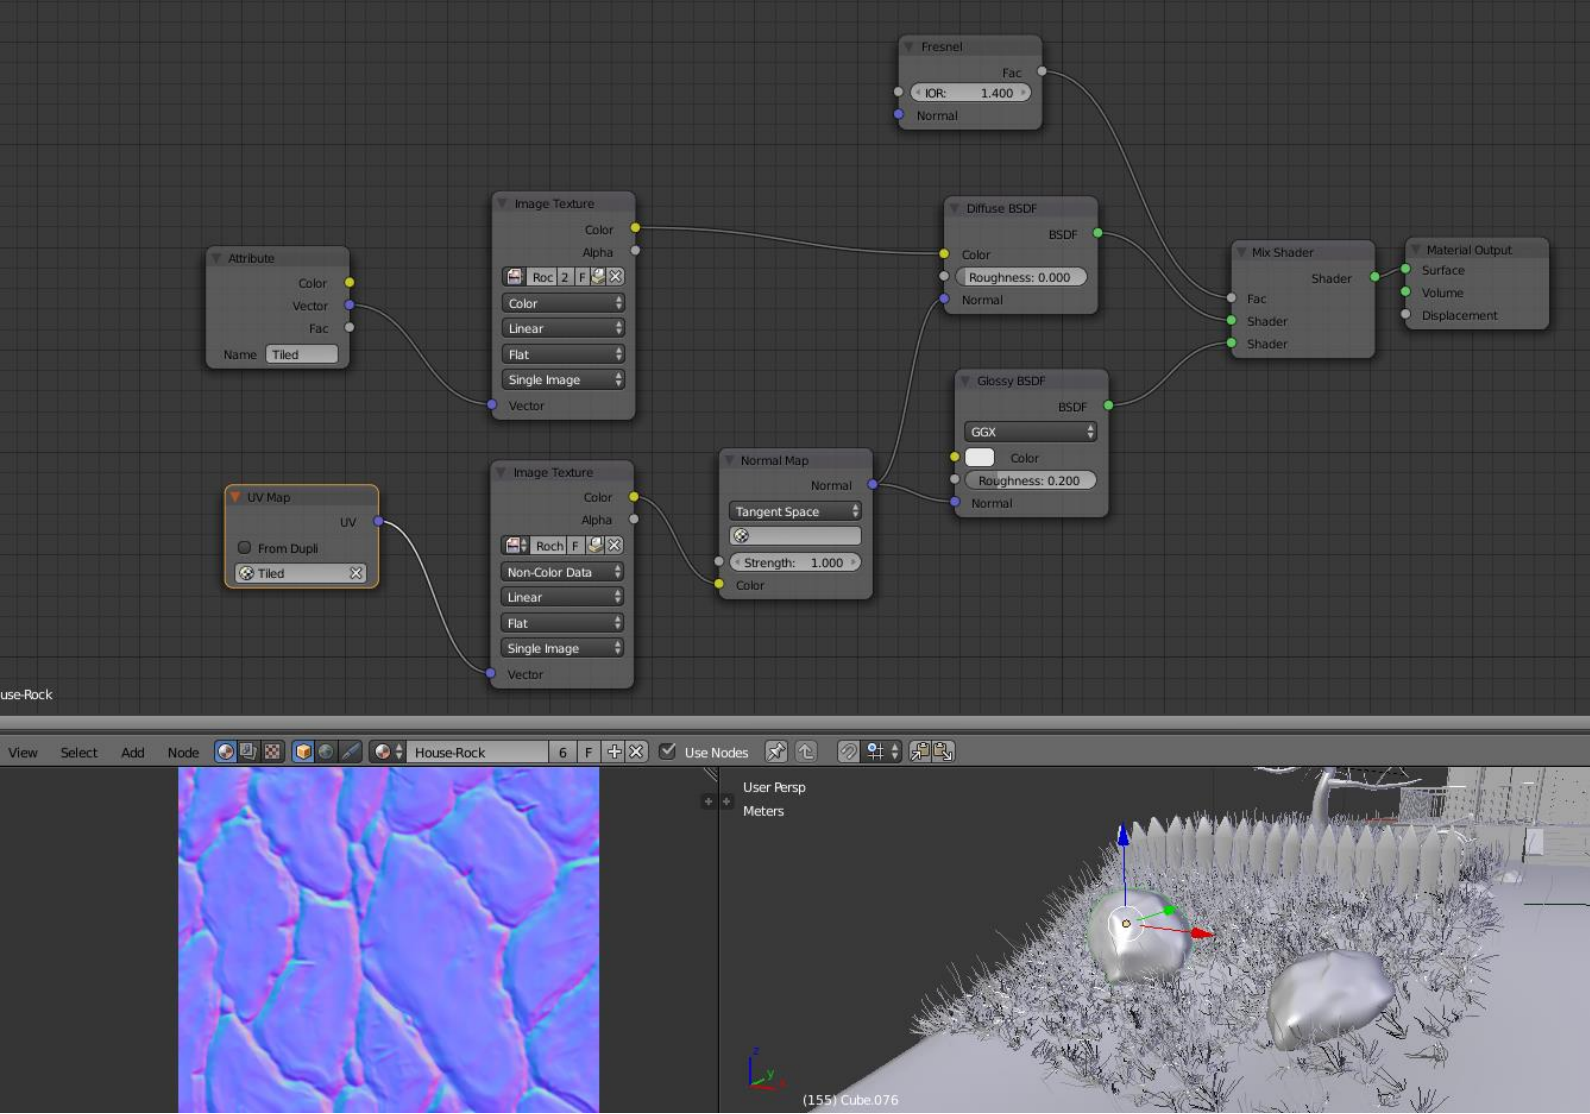 Fresnel
Fac
IOR: 1.400
Normal
Image Texture
Color
Alpha
Roc 2 F
Color
Linear
Flat
Single Image
Vector
Diffuse BSDF
BSDF
Color
Roughness: 0.000
Normal
Mix Shader
Shader
Fac
Shader
Shader
Material Output
Surface
Volume
Displacement
Attribute
Color
Vector
Fac
Name Tiled
Glossy BSDF
BSDF
GGX
Color
Roughness: 0.200
Normal
UV Map
UV
From Dupli
Tiled
Image Texture
Color
Alpha
Roch F
Non-Color Data
Linear
Flat
Single Image
Vector
Normal Map
Normal
Tangent Space
Strength: 1.000
Color
use-Rock
View Select Add Node House-Rock 6 F Use Nodes
User Persp
Meters
z
y
(155) Cube.076